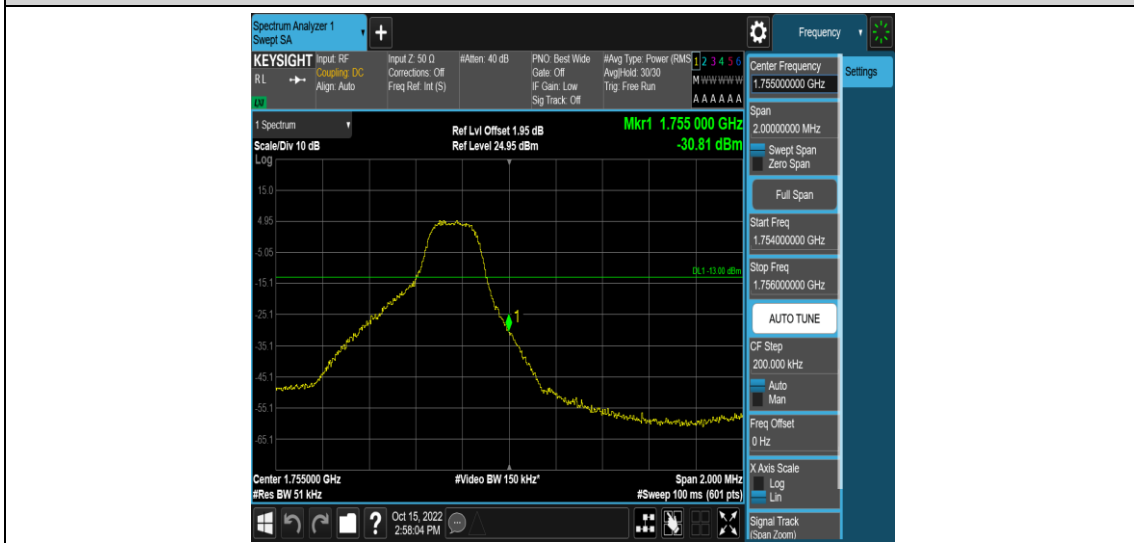 Spectrum Analyzer 1
Swept SA
+
Frequency
KEYSIGHT
RL
Input: RF
Coupling: DC
Align: Auto
Input Z: 50 Ω
Corrections: Off
Freq Ref: Int (S)
#Atten: 40 dB
PNO: Best Wide
Gate: Off
IF Gain: Low
Sig Track: Off
#Avg Type: Power (RMS
Avg|Hold: 30/30
Trig: Free Run
1 2 3 4 5 6
M W W W W W
A A A A A A
1 Spectrum
Scale/Div 10 dB
Ref Lvl Offset 1.95 dB
Ref Level 24.95 dBm
Mkr1 1.755 000 GHz
-30.81 dBm
Log
15.0
4.95
-5.05
DL1 -13.00 dBm
-15.1
-25.1
1
-35.1
-45.1
-55.1
-65.1
Center 1.755000 GHz
#Video BW 150 kHz*
Span 2.000 MHz
#Res BW 51 kHz
#Sweep 100 ms (601 pts)
?
Oct 15, 2022
2:58:04 PM
Center Frequency
1.755000000 GHz
Settings
Span
2.00000000 MHz
Swept Span
Zero Span
Full Span
Start Freq
1.754000000 GHz
Stop Freq
1.756000000 GHz
AUTO TUNE
CF Step
200.000 kHz
Auto
Man
Freq Offset
0 Hz
X Axis Scale
Log
Lin
Signal Track
(Span Zoom)